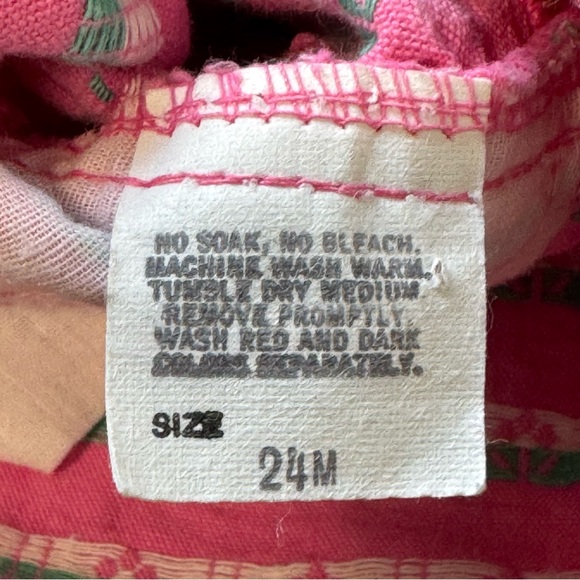 NO SOAK, NO BLEACH.
MACHINE WASH WARM.
TUMBLE DRY MEDIUM
REMOVE PROMPTLY
WASH RED AND DARK
COLORS SEPARATELY.
SIZE
24M